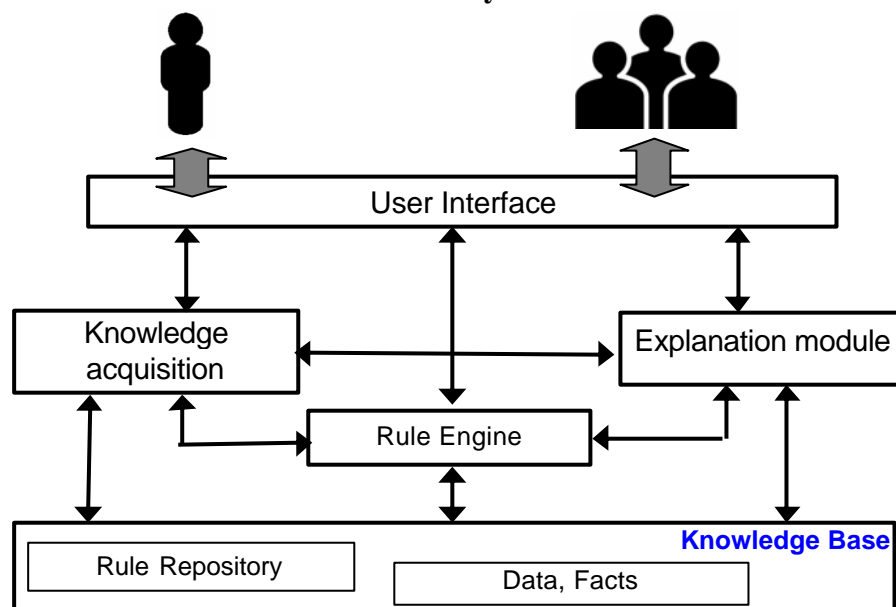 User Interface
Knowledge
acquisition
Explanation module
Rule Engine
Knowledge Base
Rule Repository
Data, Facts